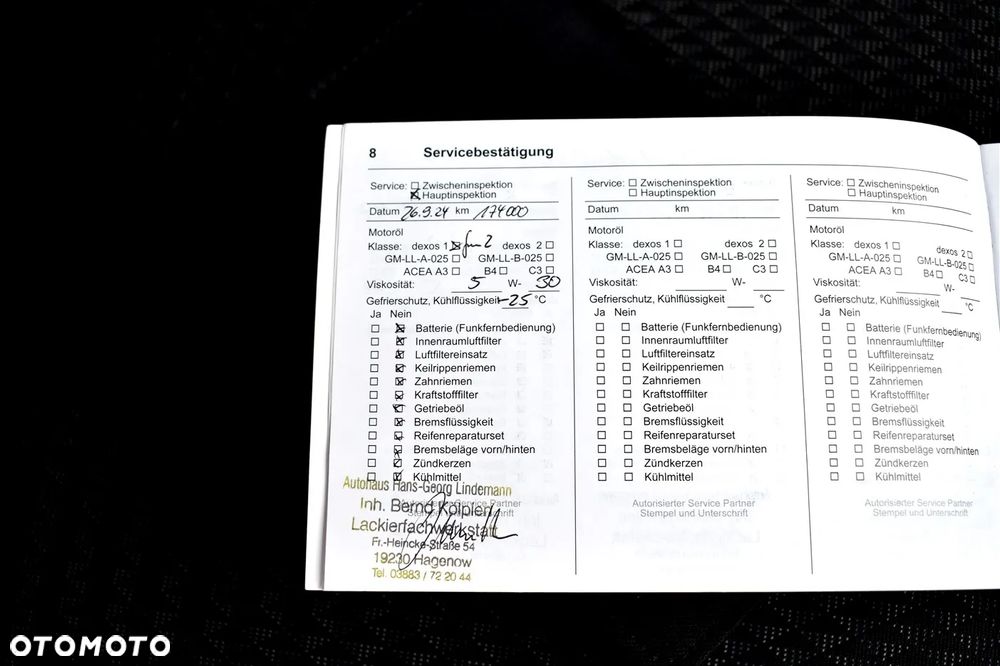 8 Servicebestätigung
Service: Zwischeninspektion
Hauptinspektion
Datum 26.9.24 km 174000
Motoröl
Klasse: dexos 1 dexos 2
GM-LL-A-025 GM-LL-B-025
ACEA A3 B4 C3
Viskosität: 5 W- 30
Gefrierschutz, Kühlflüssigkeit -25 °C
Ja Nein
Batterie (Funkfernbedienung)
Innenraumluftfilter
Luftfiltereinsatz
Keilrippenriemen
Zahnriemen
Kraftstofffilter
Getriebeöl
Bremsflüssigkeit
Reifenreparaturset
Bremsbeläge vorn/hinten
Zündkerzen
Kühlmittel
Autorisierter Service Partner
Stempel und Unterschrift
Autohaus Hans-Georg Lindemann
Inh. Bernd Kolpien
Lackierfachwerkstatt
Fr.-Heincke-Straße 54
19230 Hagenow
Tel. 03883 / 72 20 44
Service: Zwischeninspektion
Hauptinspektion
Datum km
Motoröl
Klasse: dexos 1 dexos 2
GM-LL-A-025 GM-LL-B-025
ACEA A3 B4 C3
Viskosität: W-
Gefrierschutz, Kühlflüssigkeit °C
Ja Nein
Batterie (Funkfernbedienung)
Innenraumluftfilter
Luftfiltereinsatz
Keilrippenriemen
Zahnriemen
Kraftstofffilter
Getriebeöl
Bremsflüssigkeit
Reifenreparaturset
Bremsbeläge vorn/hinten
Zündkerzen
Kühlmittel
Autorisierter Service Partner
Stempel und Unterschrift
Service: Zwischeninspektion
Hauptinspektion
Datum km
Motoröl
Klasse: dexos 1 dexos 2
GM-LL-A-025 GM-LL-B-025
ACEA A3 B4 C3
Viskosität: W-
Gefrierschutz, Kühlflüssigkeit °C
Ja Nein
Batterie (Funkfernbedienung)
Innenraumluftfilter
Luftfiltereinsatz
Keilrippenriemen
Zahnriemen
Kraftstofffilter
Getriebeöl
Bremsflüssigkeit
Reifenreparaturset
Bremsbeläge vorn/hinten
Zündkerzen
Kühlmittel
Autorisierter Service Partner
Stempel und Unterschrift
OTOMOTO